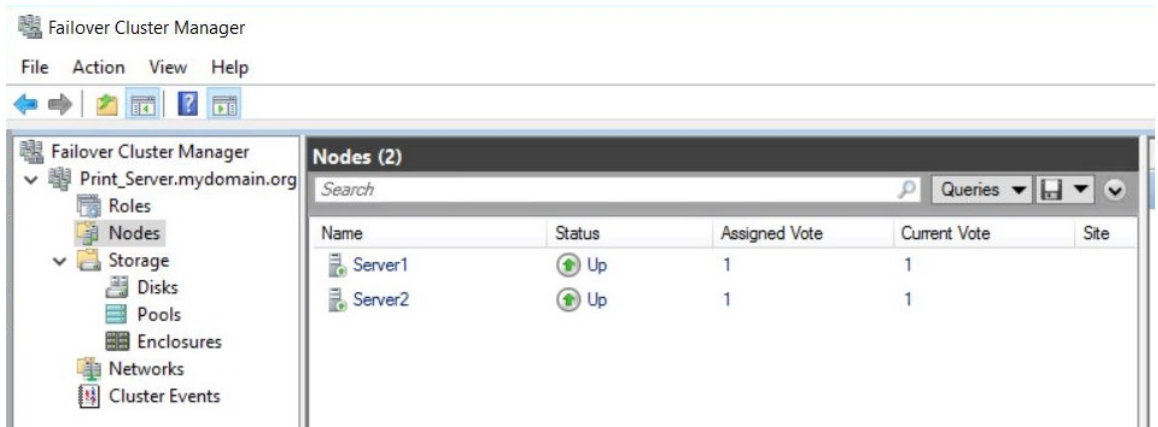 Failover Cluster Manager
File Action View Help
Failover Cluster Manager
Print_Server.mydomain.org
Roles
Nodes
Storage
Disks
Pools
Enclosures
Networks
Cluster Events
Nodes (2)
Search
Queries
Name Status Assigned Vote Current Vote Site
Server1 Up 1 1
Server2 Up 1 1